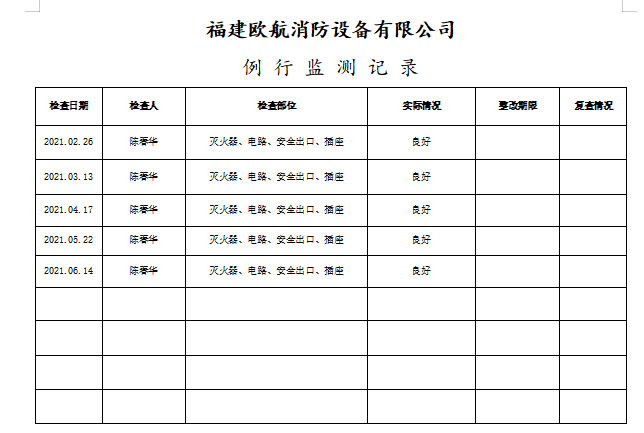 福建欧航消防设备有限公司
例行监测记录
检查日期 检查人 检查部位 实际情况 整改期限 复查情况
2021.02.26 陈春华 灭火器、电路、安全出口、插座 良好
2021.03.13 陈春华 灭火器、电路、安全出口、插座 良好
2021.04.17 陈春华 灭火器、电路、安全出口、插座 良好
2021.05.22 陈春华 灭火器、电路、安全出口、插座 良好
2021.06.14 陈春华 灭火器、电路、安全出口、插座 良好